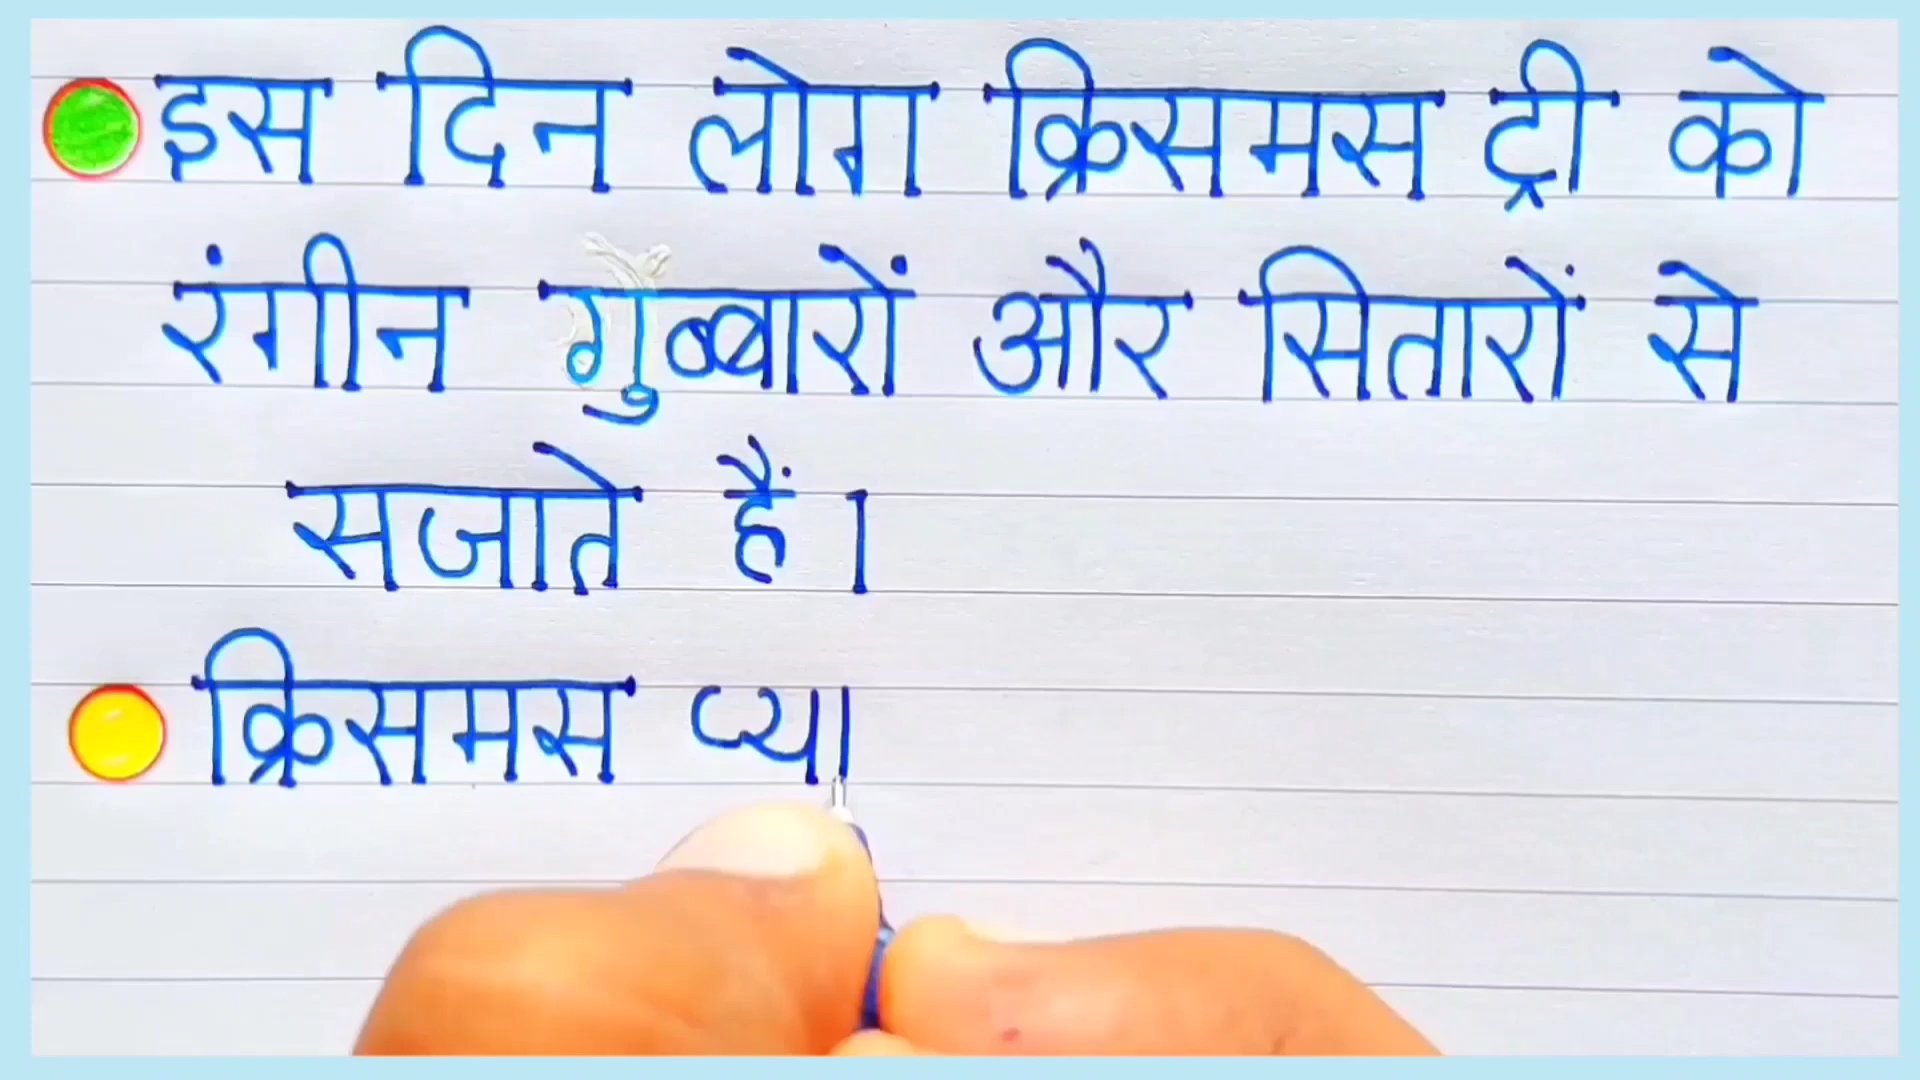 इस दिन लोग क्रिसमस ट्री को
रंगीन गुब्बारों और सितारों से
सजाते हैं।
क्रिसमस प्या